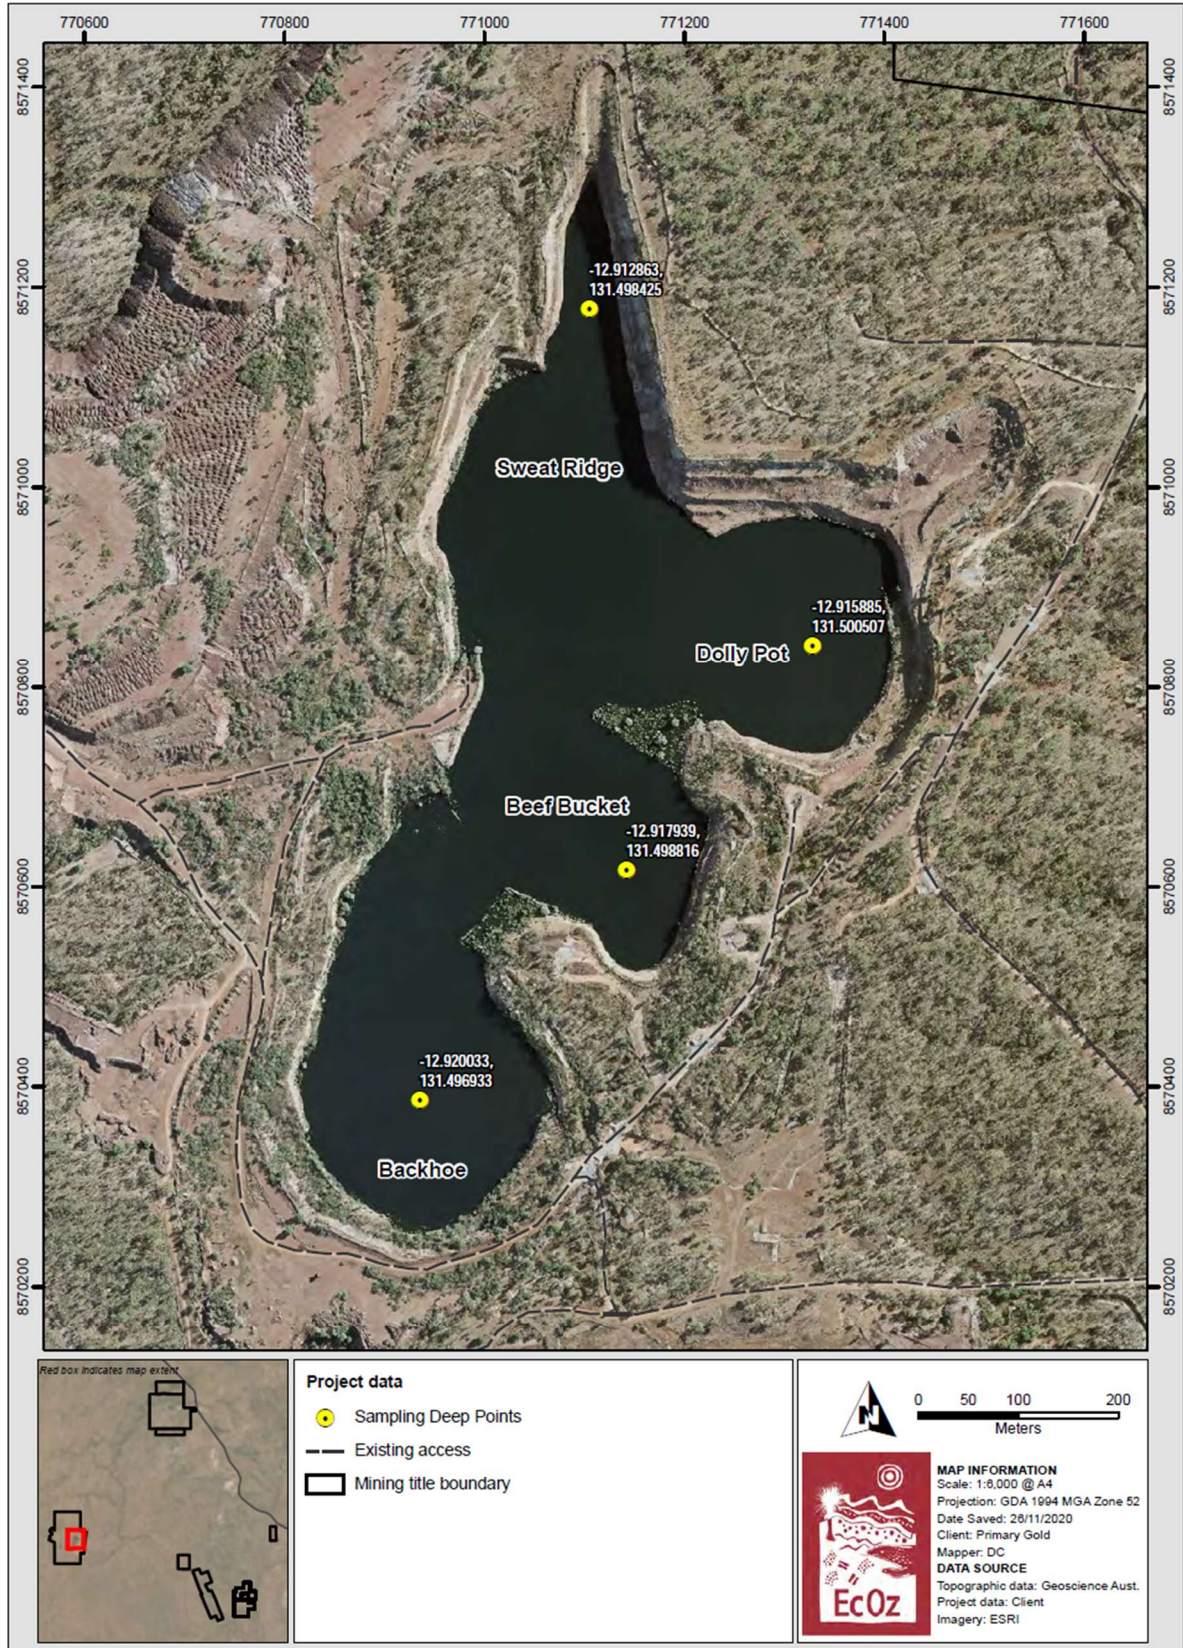 770600 770800 771000 771200 771400 771600
8571400 8571400
-12.912863,
131.498425
8571200 8571200
Sweat Ridge
8571000 8571000
-12.915885,
131.500507
Dolly Pot
8570800 8570800
Beef Bucket
-12.917939,
131.498816
8570600 8570600
-12.920033,
131.496933
8570400 8570400
Backhoe
8570200 8570200
Red box indicates map extent
Project data
Sampling Deep Points
Existing access
Mining title boundary
N
0 50 100 200
Meters
EcOz
MAP INFORMATION
Scale: 1:6,000 @ A4
Projection: GDA 1994 MGA Zone 52
Date Saved: 26/11/2020
Client: Primary Gold
Mapper: DC
DATA SOURCE
Topographic data: Geoscience Aust.
Project data: Client
Imagery: ESRI